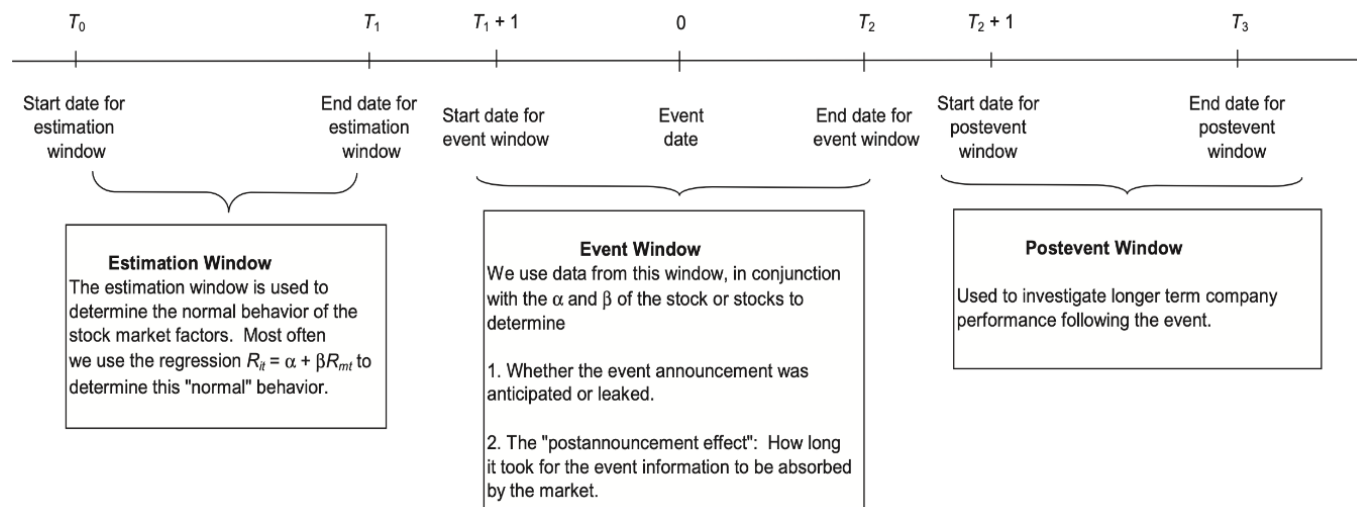 T₀ T₁ T₁ + 1 0 T₂ T₂ + 1 T₃
Start date for
estimation
window
End date for
estimation
window
Start date for
event window
Event
date
End date for
event window
Start date for
postevent
window
End date for
postevent
window
Estimation Window
The estimation window is used to
determine the normal behavior of the
stock market factors. Most often
we use the regression Rᵢₜ = α + βRₘₜ to
determine this "normal" behavior.
Event Window
We use data from this window, in conjunction
with the α and β of the stock or stocks to
determine
1. Whether the event announcement was
anticipated or leaked.
2. The "postannouncement effect": How long
it took for the event information to be absorbed
by the market.
Postevent Window
Used to investigate longer term company
performance following the event.